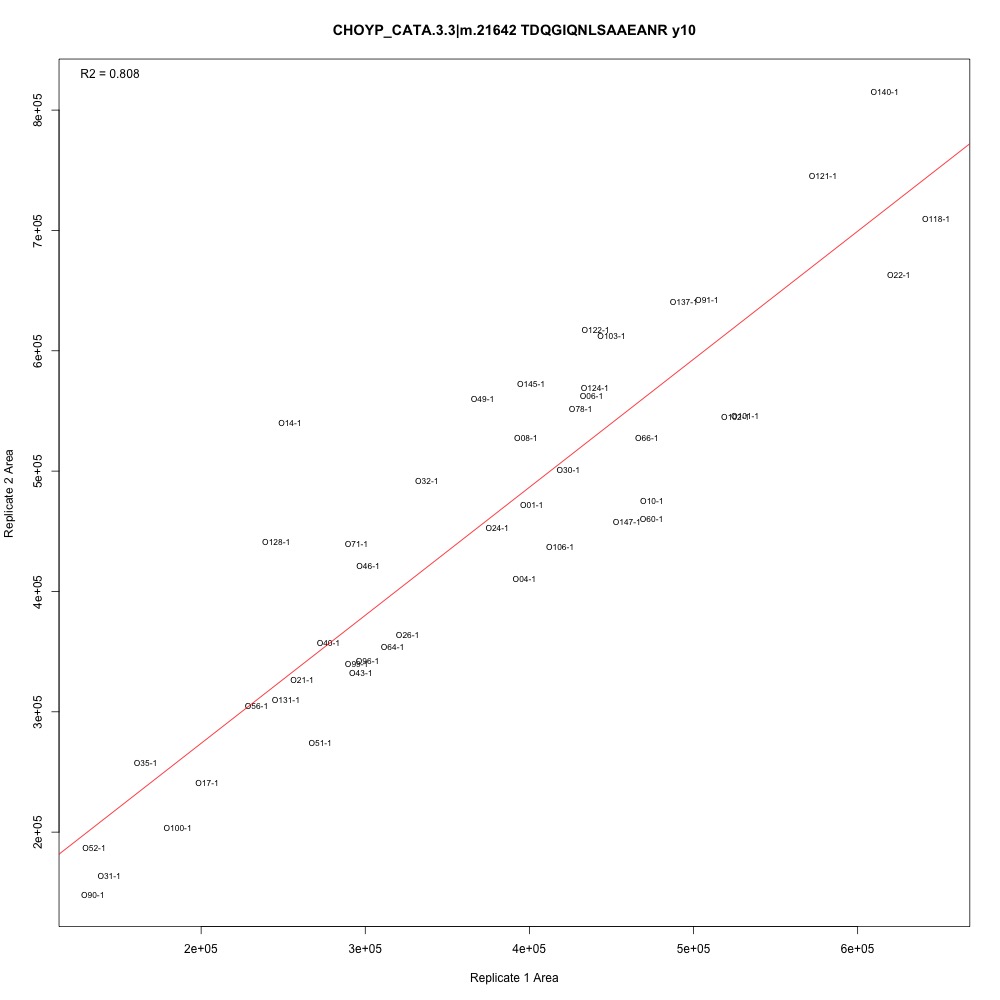 CHOYP_CATA.3.3|m.21642 TDQGIQNLSAAEANR y10
R2 = 0.808
O140-1
O121-1
O118-1
O22-1
O137-1
O91-1
O122-1
O103-1
O145-1
O124-1
O06-1
O49-1
O78-1
O102-1
O101-1
O14-1
O08-1
O66-1
O30-1
O32-1
O01-1
O10-1
O24-1
O147-1
O60-1
O128-1
O71-1
O106-1
O46-1
O04-1
O40-1
O26-1
O64-1
O96-1
O43-1
O21-1
O131-1
O56-1
O51-1
O35-1
O17-1
O100-1
O52-1
O31-1
O90-1
8e+05
7e+05
6e+05
5e+05
4e+05
3e+05
2e+05
Replicate 2 Area
2e+05
3e+05
4e+05
5e+05
6e+05
Replicate 1 Area